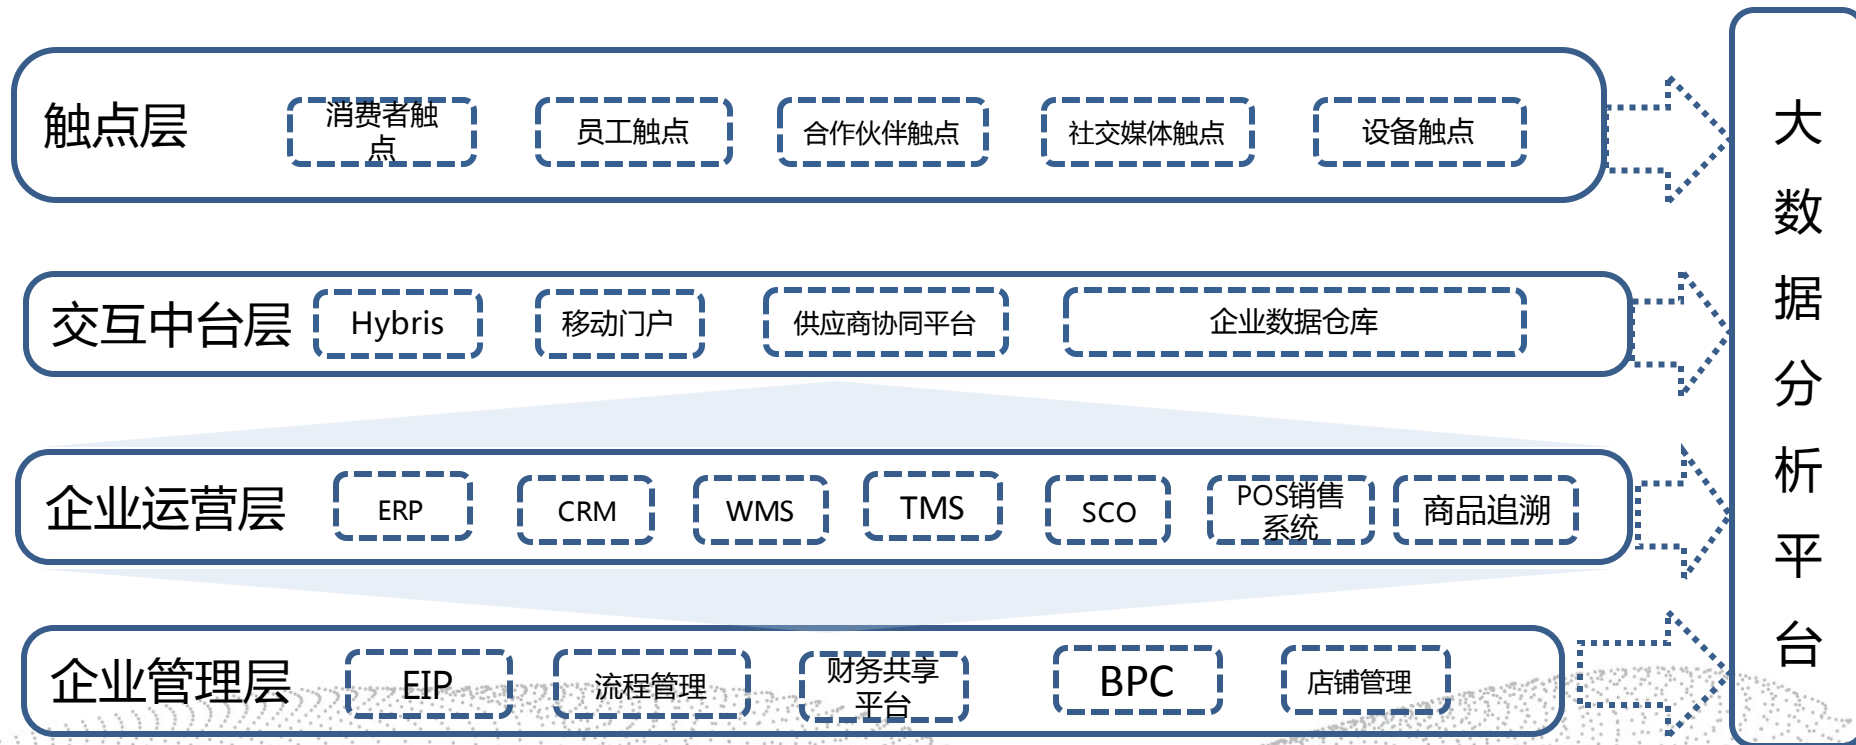 触点层
消费者触
点
员工触点
合作伙伴触点
社交媒体触点
设备触点
交互中台层
Hybris
移动门户
供应商协同平台
企业数据仓库
企业运营层
ERP
CRM
WMS
TMS
SCO
POS销售
系统
商品追溯
企业管理层
EIP
流程管理
财务共享
平台
BPC
店铺管理
大
数
据
分
析
平
台